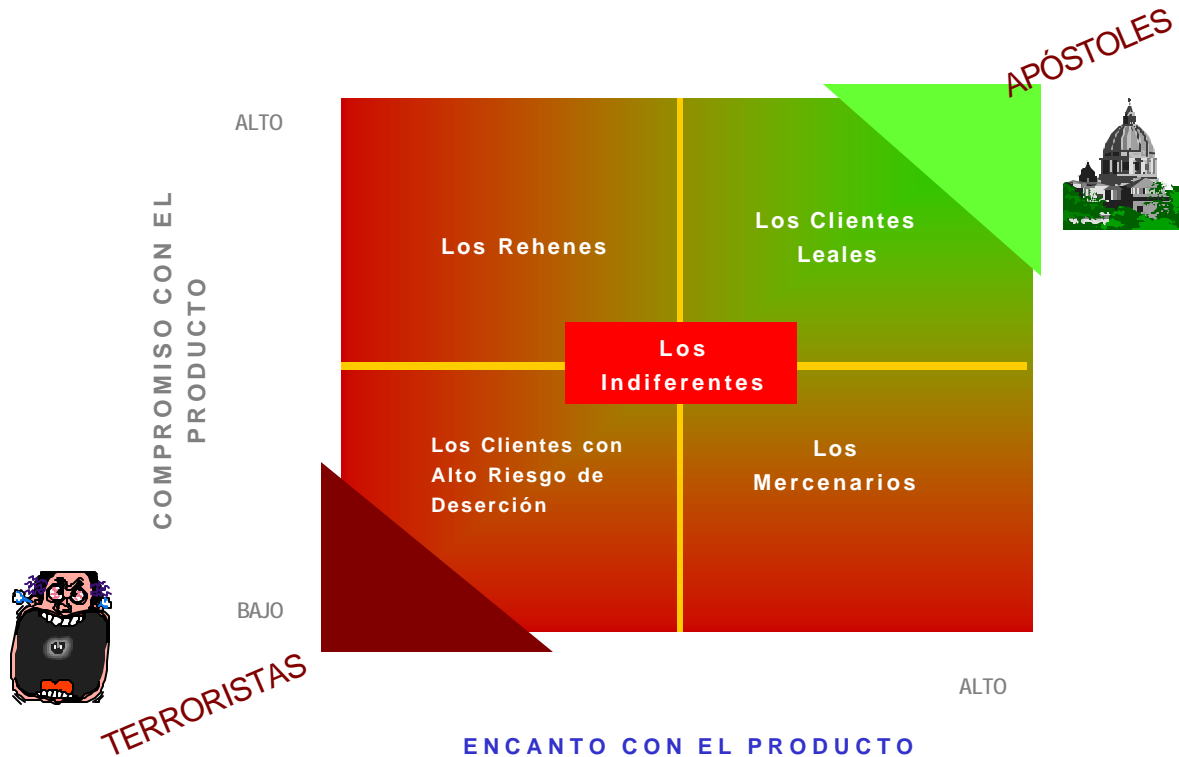 APÓSTOLES
ALTO
COMPROMISO CON EL
PRODUCTO
Los Rehenes
Los Clientes
Leales
Los
Indiferentes
Los Clientes con
Alto Riesgo de
Deserción
Los
Mercenarios
BAJO
TERRORISTAS
ALTO
ENCANTO CON EL PRODUCTO